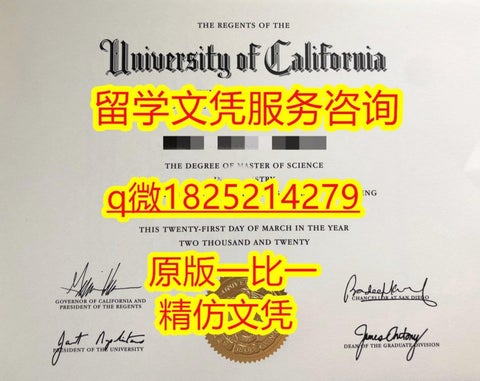 THE REGENTS OF THE
University of California
留学文凭服务咨询
THE DEGREE OF MASTER OF SCIENCE
q微1825214279
THIS TWENTY-FIRST DAY OF MARCH IN THE YEAR
TWO THOUSAND AND TWENTY
原版一比一
精仿文凭
GOVERNOR OF CALIFORNIA AND
PRESIDENT OF THE REGENTS
CHANCELLOR AT SAN DIEGO
PRESIDENT OF THE UNIVERSITY
DEAN OF THE GRADUATE DIVISION